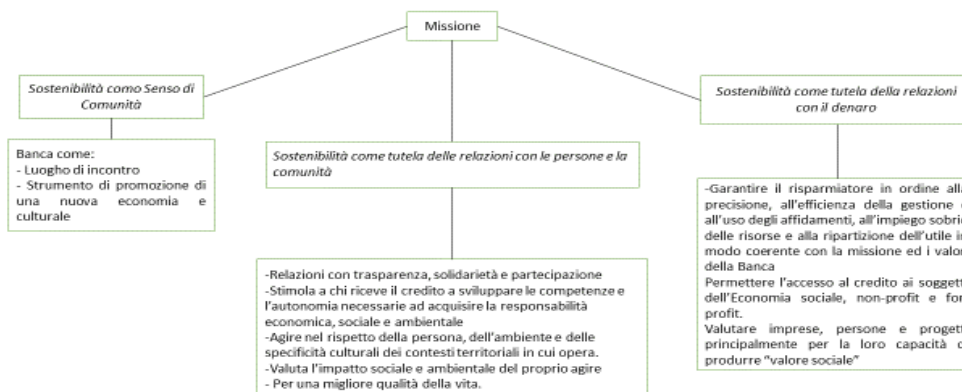 Missione
Sostenibilità como Senso di
Comunità
Banca come:
- Luogho di incontro
- Strumento di promozione di
una nuova economia e
culturale
Sostenibilità come tutela delle relazioni con le persone e la
comunità
-Relazioni con trasparenza, solidarietà e partecipazione
-Stimola a chi riceve il credito a sviluppare le competenze e
l'autonomia necessarie ad acquisire la responsabilità
economica, sociale e ambientale
-Agire nel rispetto della persona, dell'ambiente e delle
specificità culturali dei contesti territoriali in cui opera.
-Valuta l'impatto sociale e ambientale del proprio agire
- Per una migliore qualità della vita.
Sostenibilità come tutela della relazioni
con il denaro
-Garantire il risparmiatore in ordine
precisione, all'efficienza della gestione
all'uso degli affidamenti, all'impiego
delle risorse e alla ripartizione dell'utile
modo coerente con la missione ed i
della Banca
Permettere l'accesso al credito ai
dell'Economia sociale, non-profit e
profit.
Valutare imprese, persone e
principalmente per la loro capacità
produrre "valore sociale"